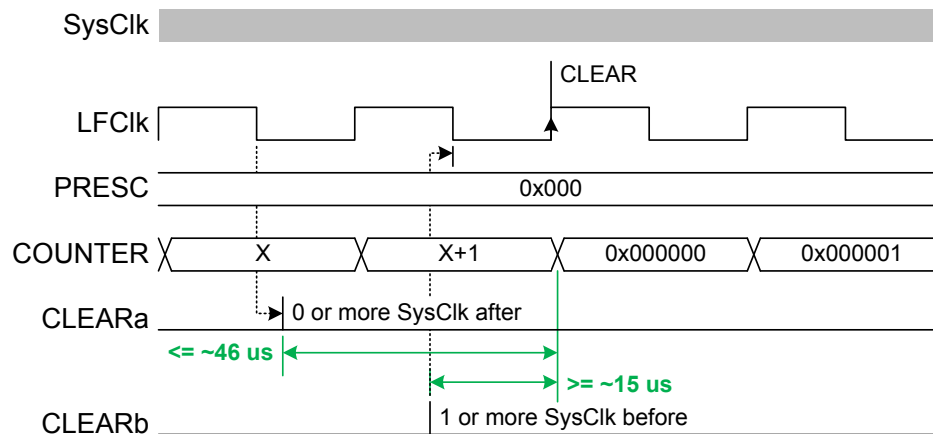 SysClk
CLEAR
LFClk
PRESC
0x000
COUNTER
X
X+1
0x000000
0x000001
CLEARa
0 or more SysClk after
<= ~46 us
>= ~15 us
CLEARb
1 or more SysClk before